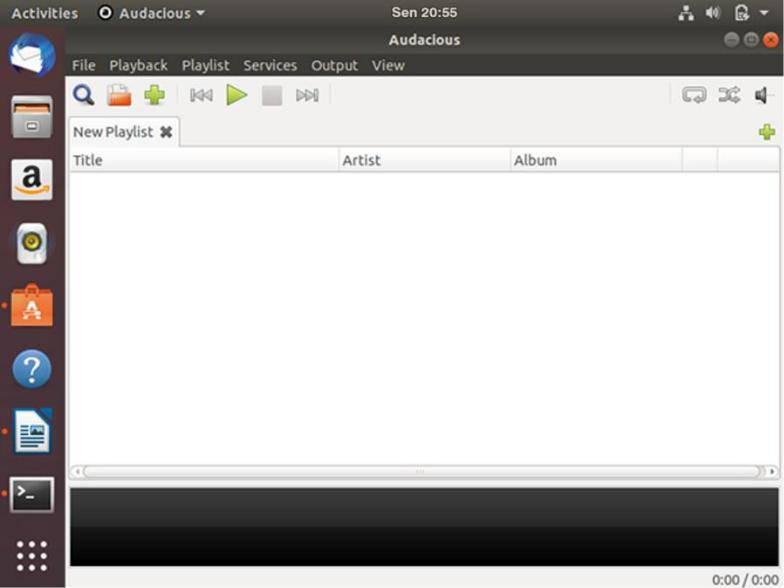 Activities Audacious Sen 20:55
Audacious
File Playback Playlist Services Output View
New Playlist
Title Artist Album
a
?
>_
0:00 / 0:00